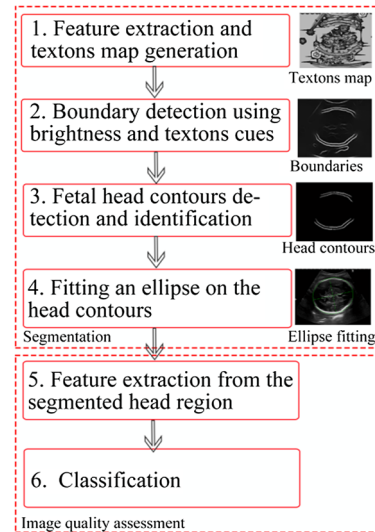 1. Feature extraction and
textons map generation
Textons map
2. Boundary detection using
brightness and textons cues
Boundaries
3. Fetal head contours de-
tection and identification
Head contours
4. Fitting an ellipse on the
head contours
Segmentation
Ellipse fitting
5. Feature extraction from the
segmented head region
6. Classification
Image quality assessment